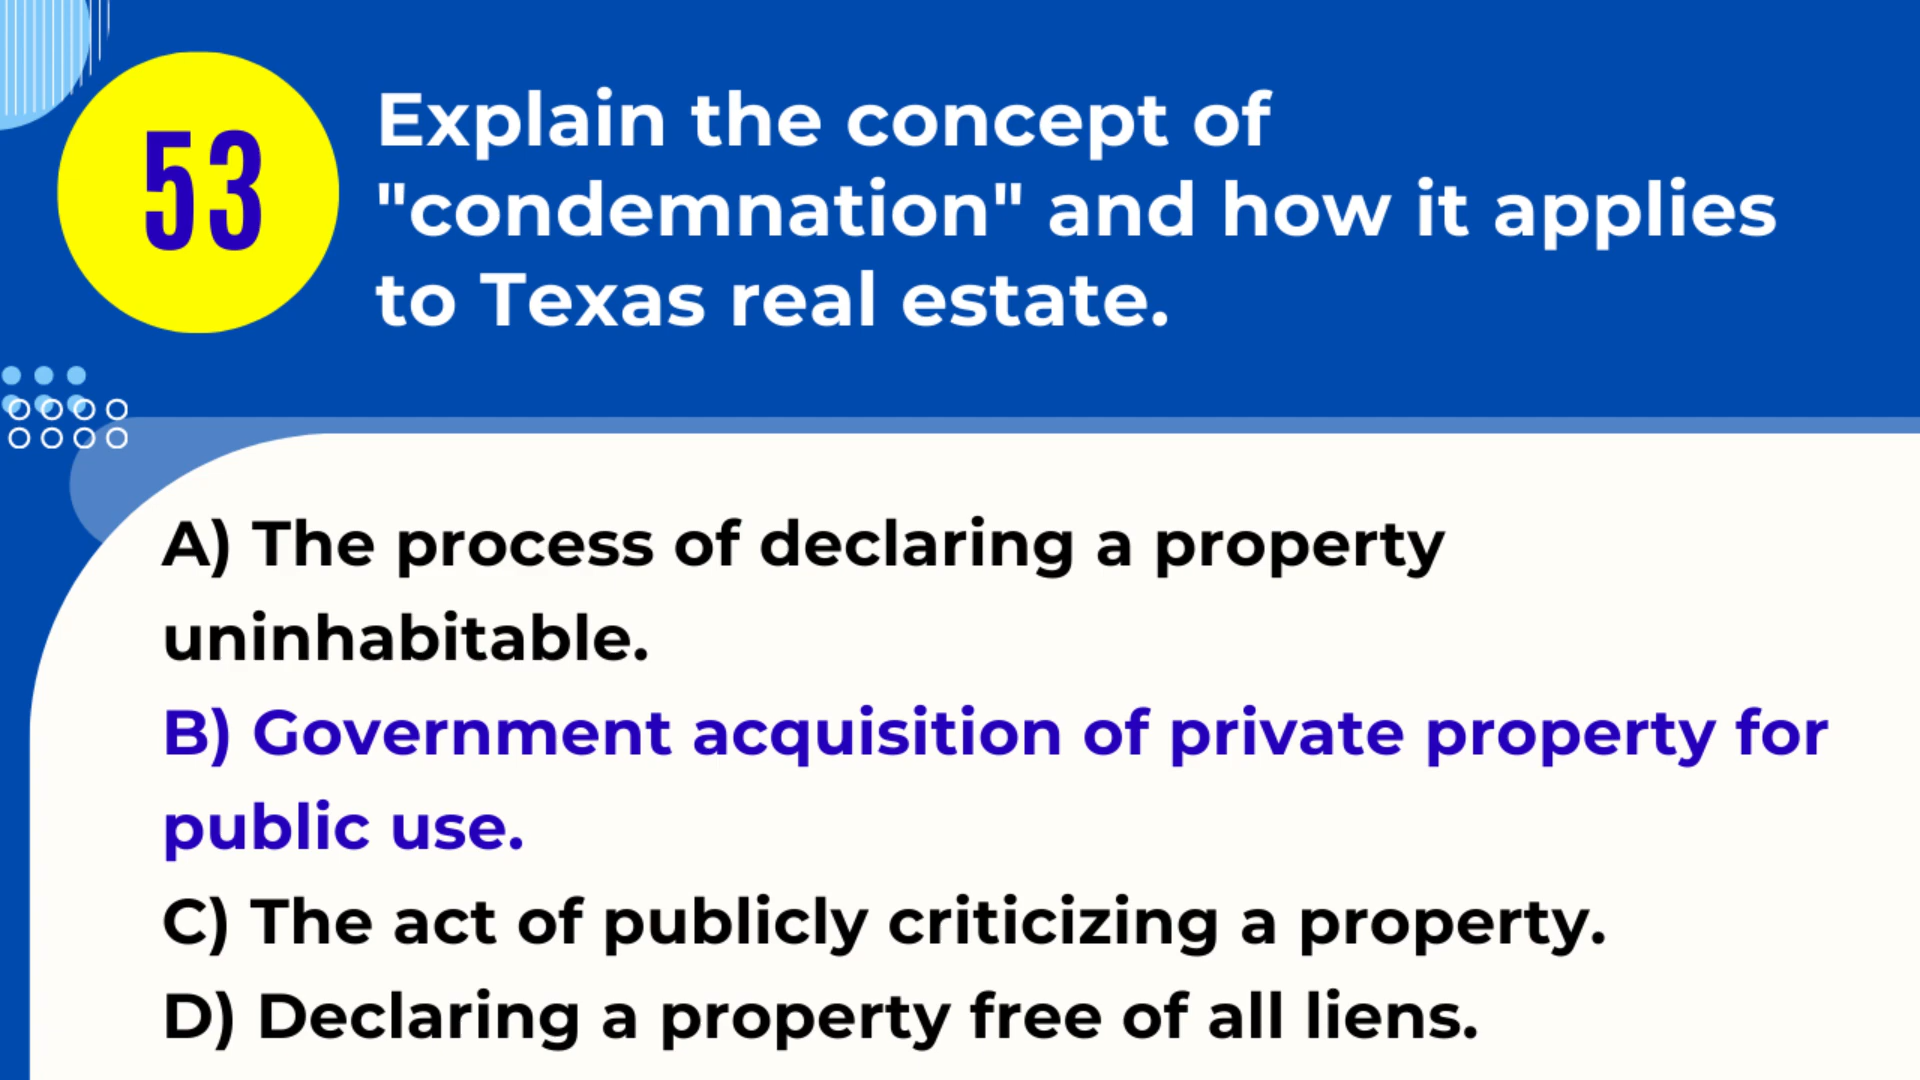 53
Explain the concept of
"condemnation" and how it applies
to Texas real estate.
A) The process of declaring a property
uninhabitable.
B) Government acquisition of private property for
public use.
C) The act of publicly criticizing a property.
D) Declaring a property free of all liens.